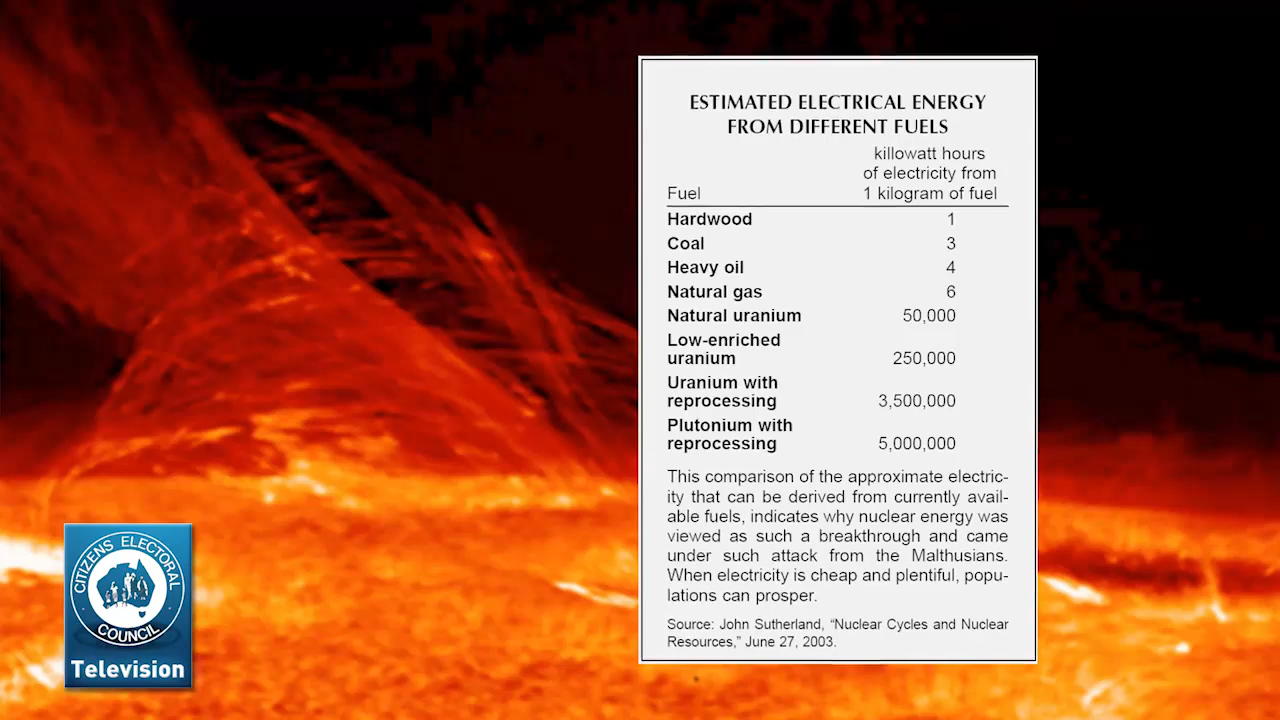 ESTIMATED ELECTRICAL ENERGY
FROM DIFFERENT FUELS
killowatt hours
of electricity from
Fuel 1 kilogram of fuel
Hardwood 1
Coal 3
Heavy oil 4
Natural gas 6
Natural uranium 50,000
Low-enriched
uranium 250,000
Uranium with
reprocessing 3,500,000
Plutonium with
reprocessing 5,000,000
This comparison of the approximate electric-
ity that can be derived from currently avail-
able fuels, indicates why nuclear energy was
viewed as such a breakthrough and came
under such attack from the Malthusians.
When electricity is cheap and plentiful, popu-
lations can prosper.
Source: John Sutherland, “Nuclear Cycles and Nuclear
Resources,” June 27, 2003.
CITIZENS ELECTORAL
COUNCIL
Television